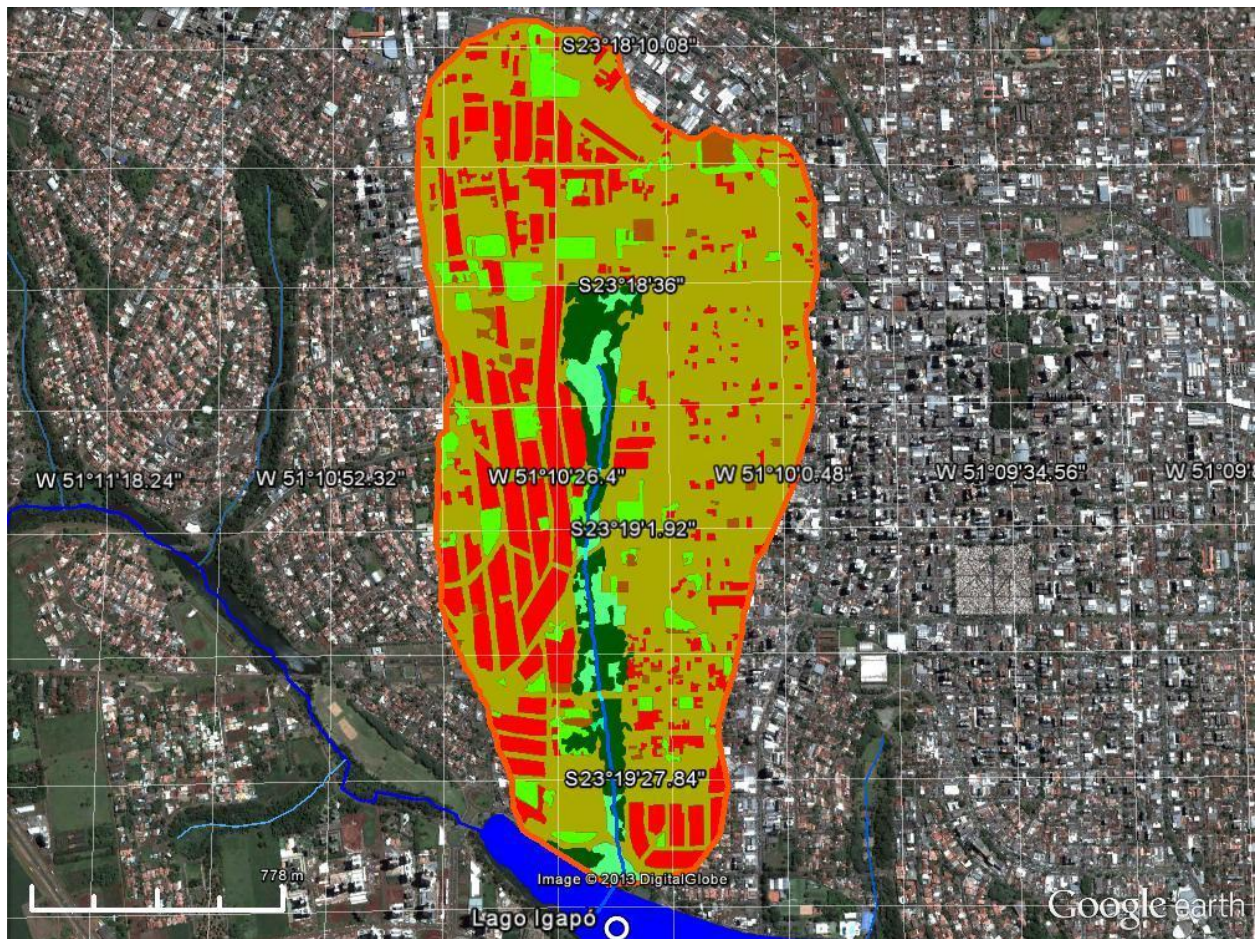 N
S23°18'10.08"
S23°18'36"
W 51°11'18.24"
W 51°10'52.32"
W 51°10'26.4"
W 51°10'0.48"
W 51°09'34.56"
W 51°09'
S23°19'1.92"
S23°19'27.84"
778 m
Image © 2013 DigitalGlobe
Lago Igapó
Google earth